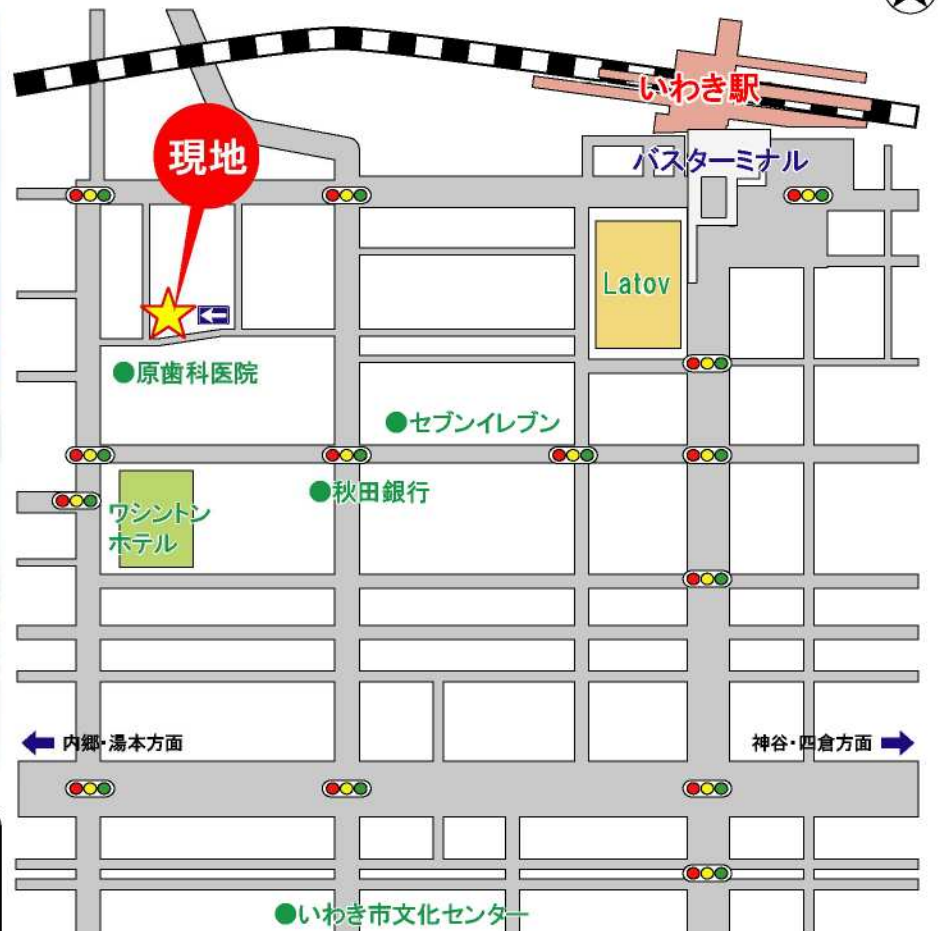 いわき駅
現地
バスターミナル
Latov
●原歯科医院
●セブンイレブン
●秋田銀行
ワシントン
ホテル
内郷・湯本方面
神谷・四倉方面
●いわき市文化センター